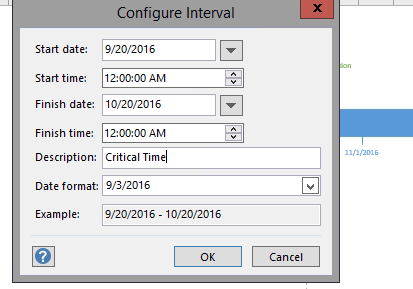 Configure Interval
x
Start date: 9/20/2016
Start time: 12:00:00 AM
Finish date: 10/20/2016
Finish time: 12:00:00 AM
Description: Critical Time
Date format: 9/3/2016
Example: 9/20/2016 - 10/20/2016
? OK Cancel
tion
11/1/2016